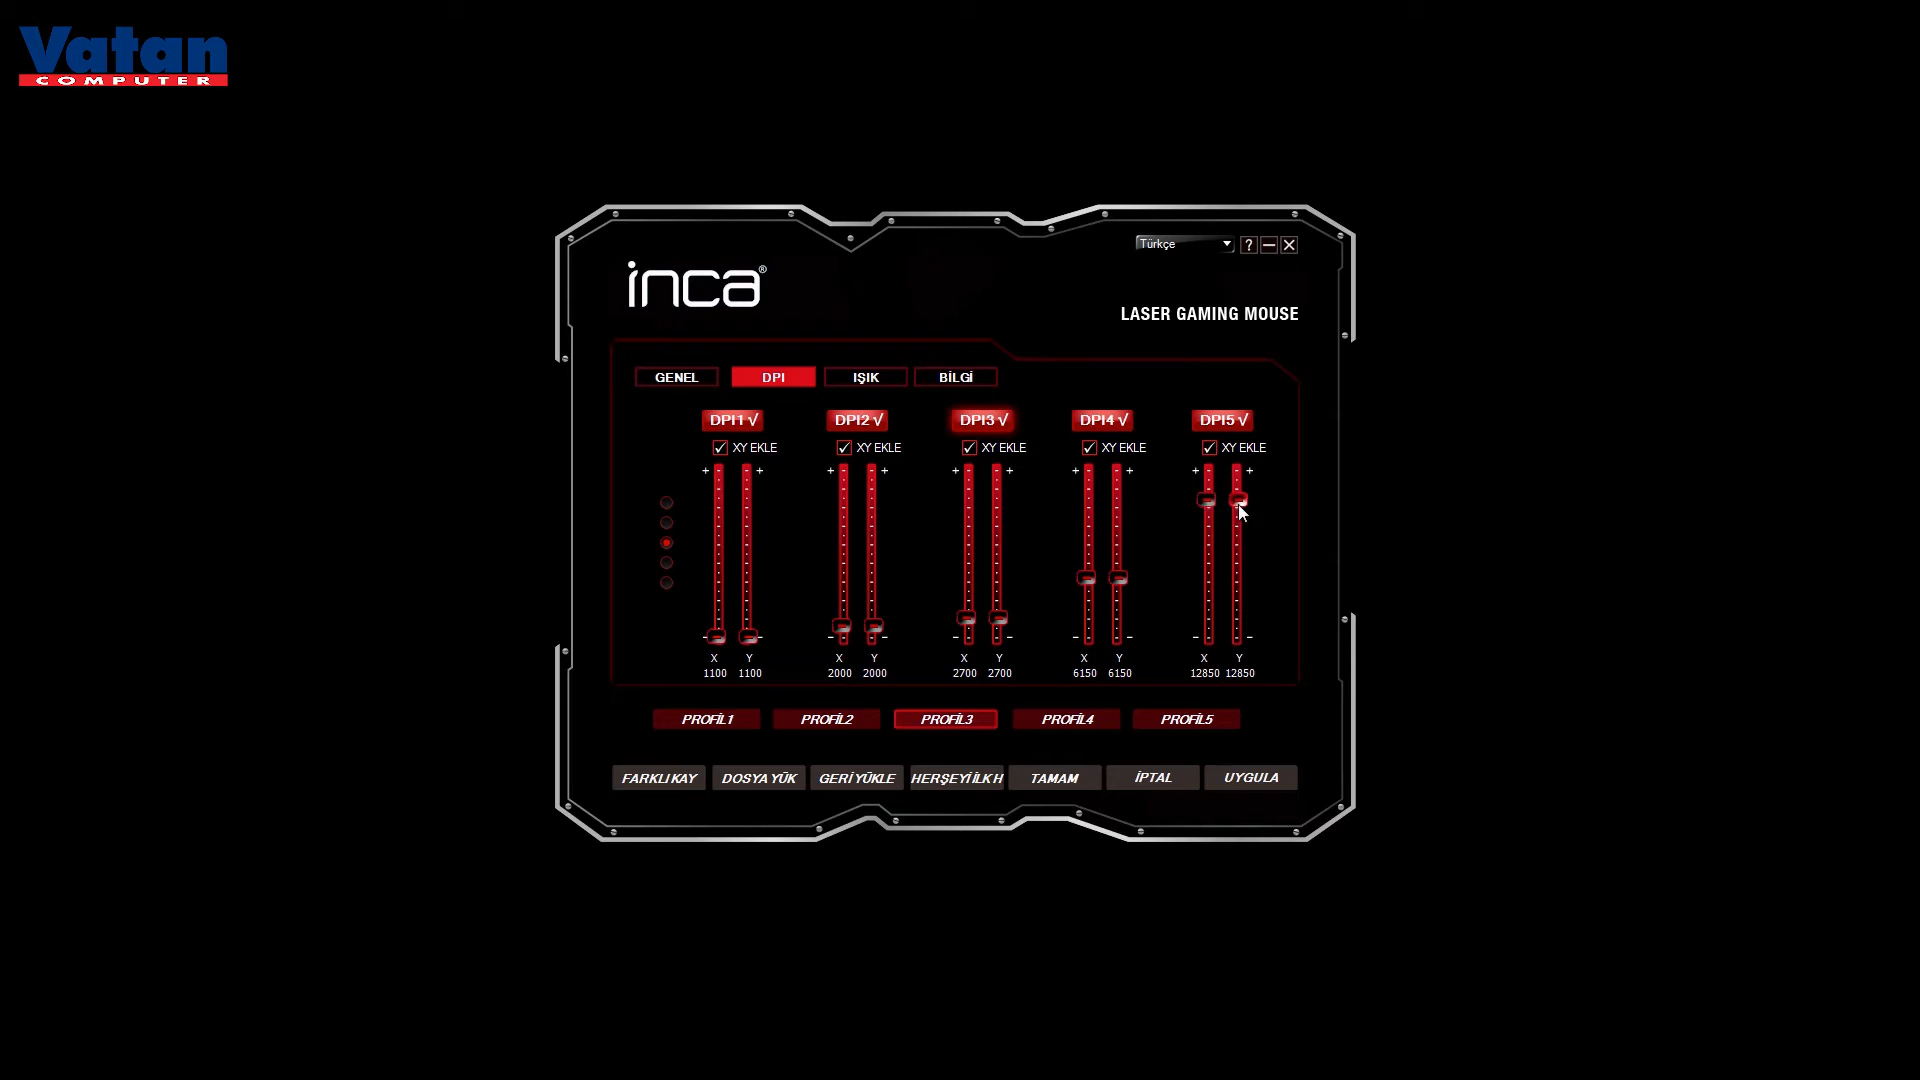 Vatan
COMPUTER
Türkçe ?
inca®
LASER GAMING MOUSE
GENEL DPI IŞIK BİLGİ
DPI1 √ DPI2 √ DPI3 √ DPI4 √ DPI5 √
XY EKLE XY EKLE XY EKLE XY EKLE XY EKLE
+ + + + + + + + + +
- - - - - - - - - -
X Y X Y X Y X Y X Y
1100 1100 2000 2000 2700 2700 6150 6150 12850 12850
PROFİL1 PROFİL2 PROFİL3 PROFİL4 PROFİL5
FARKLI KAY DOSYA YÜK GERİ YÜKLE HERŞEYİ İLK H TAMAM İPTAL UYGULA